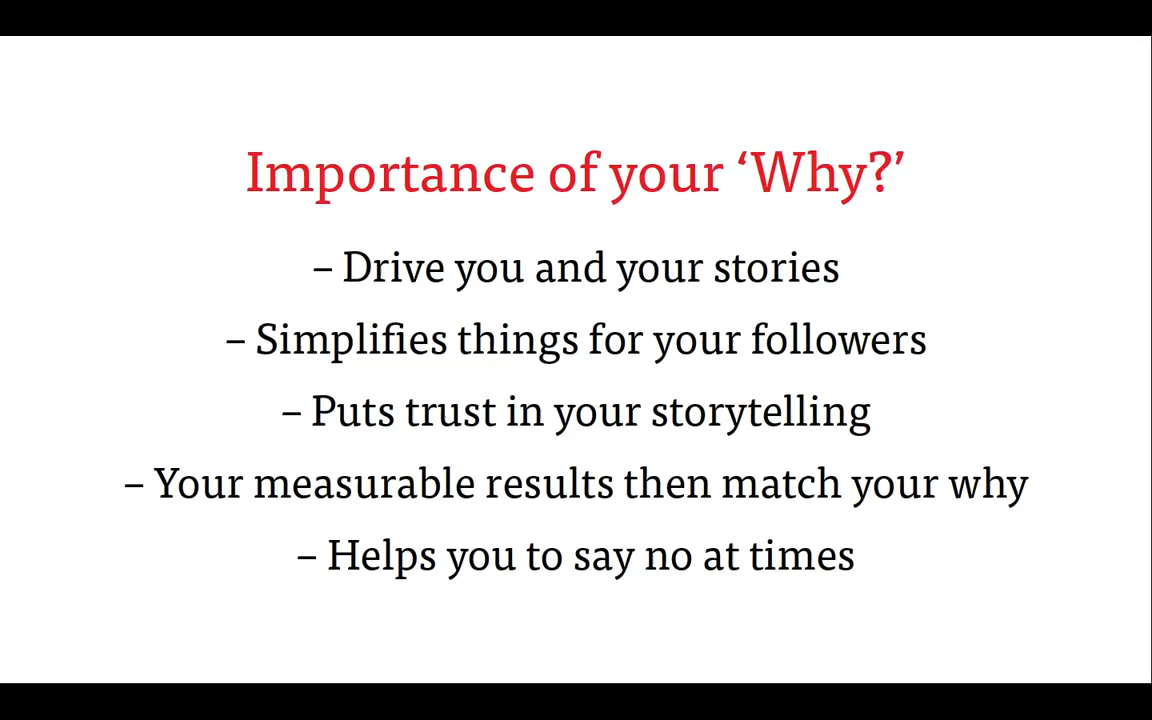 Importance of your ‘Why?’
– Drive you and your stories
– Simplifies things for your followers
– Puts trust in your storytelling
– Your measurable results then match your why
– Helps you to say no at times